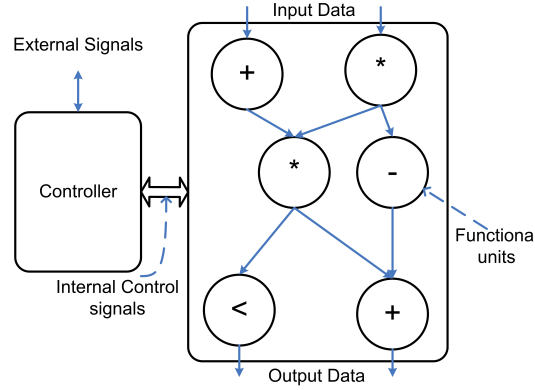 Input Data
External Signals
+
*
Controller
*
-
Functiona
units
Internal Control
signals
<
+
Output Data